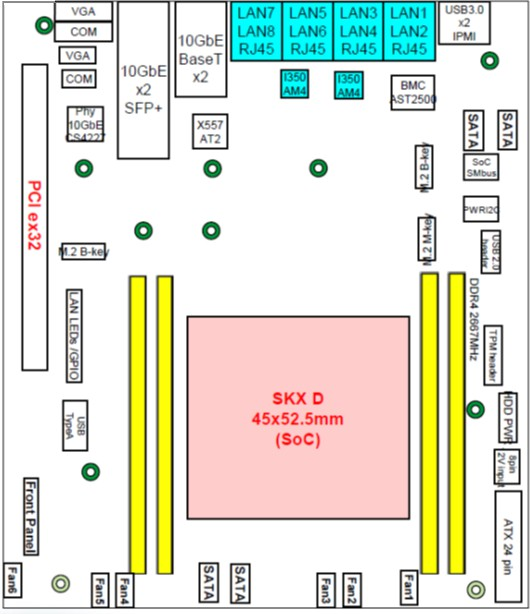 VGA
COM
VGA
COM
Phy
10GbE
CS4227
10GbE
x2
SFP+
10GbE
BaseT
x2
X557
AT2
LAN7
LAN8
RJ45
LAN5
LAN6
RJ45
LAN3
LAN4
RJ45
LAN1
LAN2
RJ45
I350
AM4
I350
AM4
USB3.0
x2
IPMI
BMC
AST2500
SATA
SATA
SoC
SMbus
M.2 B-key
PWRI2C
M.2 M-key
USB 2.0
header
PCI ex32
M.2 B-key
LAN LEDs /GPIO
USB
TypeA
DDR4 2667MHz
TPM header
SKX D
45x52.5mm
(SoC)
HDD PWR
8pin
2V input
ATX 24 pin
Front Panel
Fan6
Fan5
Fan4
SATA
SATA
Fan3
Fan2
Fan1